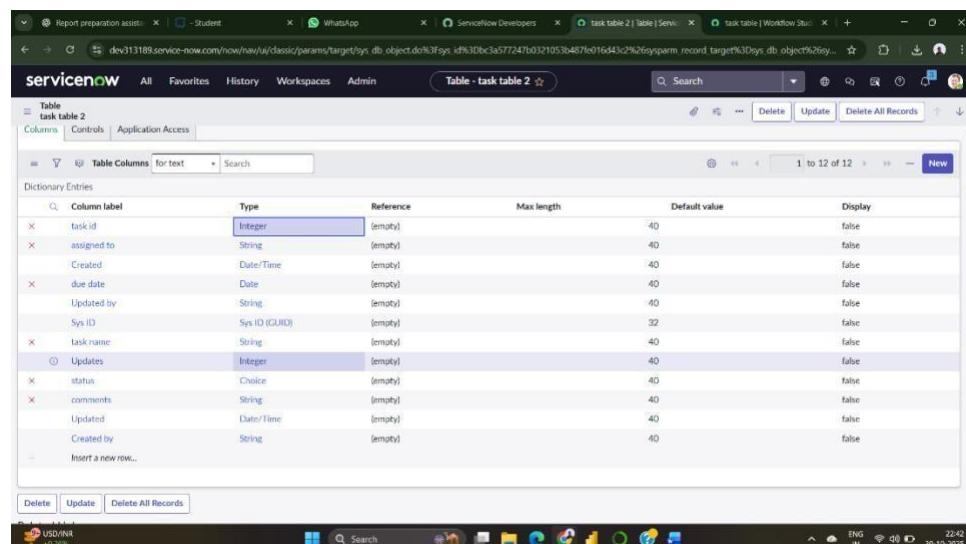 Report preparation assista × - Student × WhatsApp × ServiceNow Developers × task table 2 | Table | Servic × task table | Workflow Stud × +
dev313189.service-now.com/now/nav/ui/classic/params/target/sys_db_object.do%3Fsys_id%3Dbc3a577247b0321053b487fe016d43c2%26sysparm_record_target%3Dsys_db_object%26sy...
servicenow All Favorites History Workspaces Admin Table - task table 2 Search
Table
task table 2
Delete Update Delete All Records
Columns Controls Application Access
Table Columns for text Search 1 to 12 of 12 New
Dictionary Entries
Column label Type Reference Max length Default value Display
task id Integer (empty) 40 false
assigned to String (empty) 40 false
Created Date/Time (empty) 40 false
due date Date (empty) 40 false
Updated by String (empty) 40 false
Sys ID Sys ID (GUID) (empty) 32 false
task name String (empty) 40 false
Updates Integer (empty) 40 false
status Choice (empty) 40 false
comments String (empty) 40 false
Updated Date/Time (empty) 40 false
Created by String (empty) 40 false
Insert a new row...
Delete Update Delete All Records
USD/INR
Search
ENG
IN
22:42